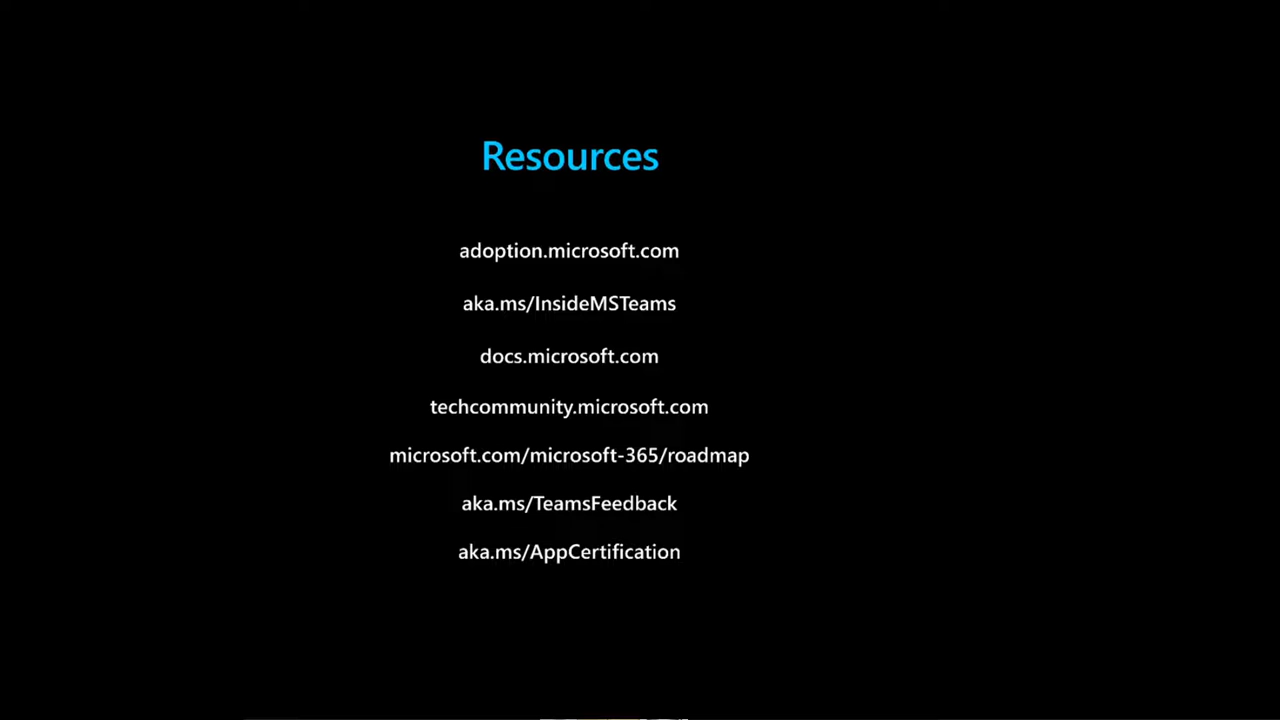 Resources
adoption.microsoft.com
aka.ms/InsideMSTeams
docs.microsoft.com
techcommunity.microsoft.com
microsoft.com/microsoft-365/roadmap
aka.ms/TeamsFeedback
aka.ms/AppCertification